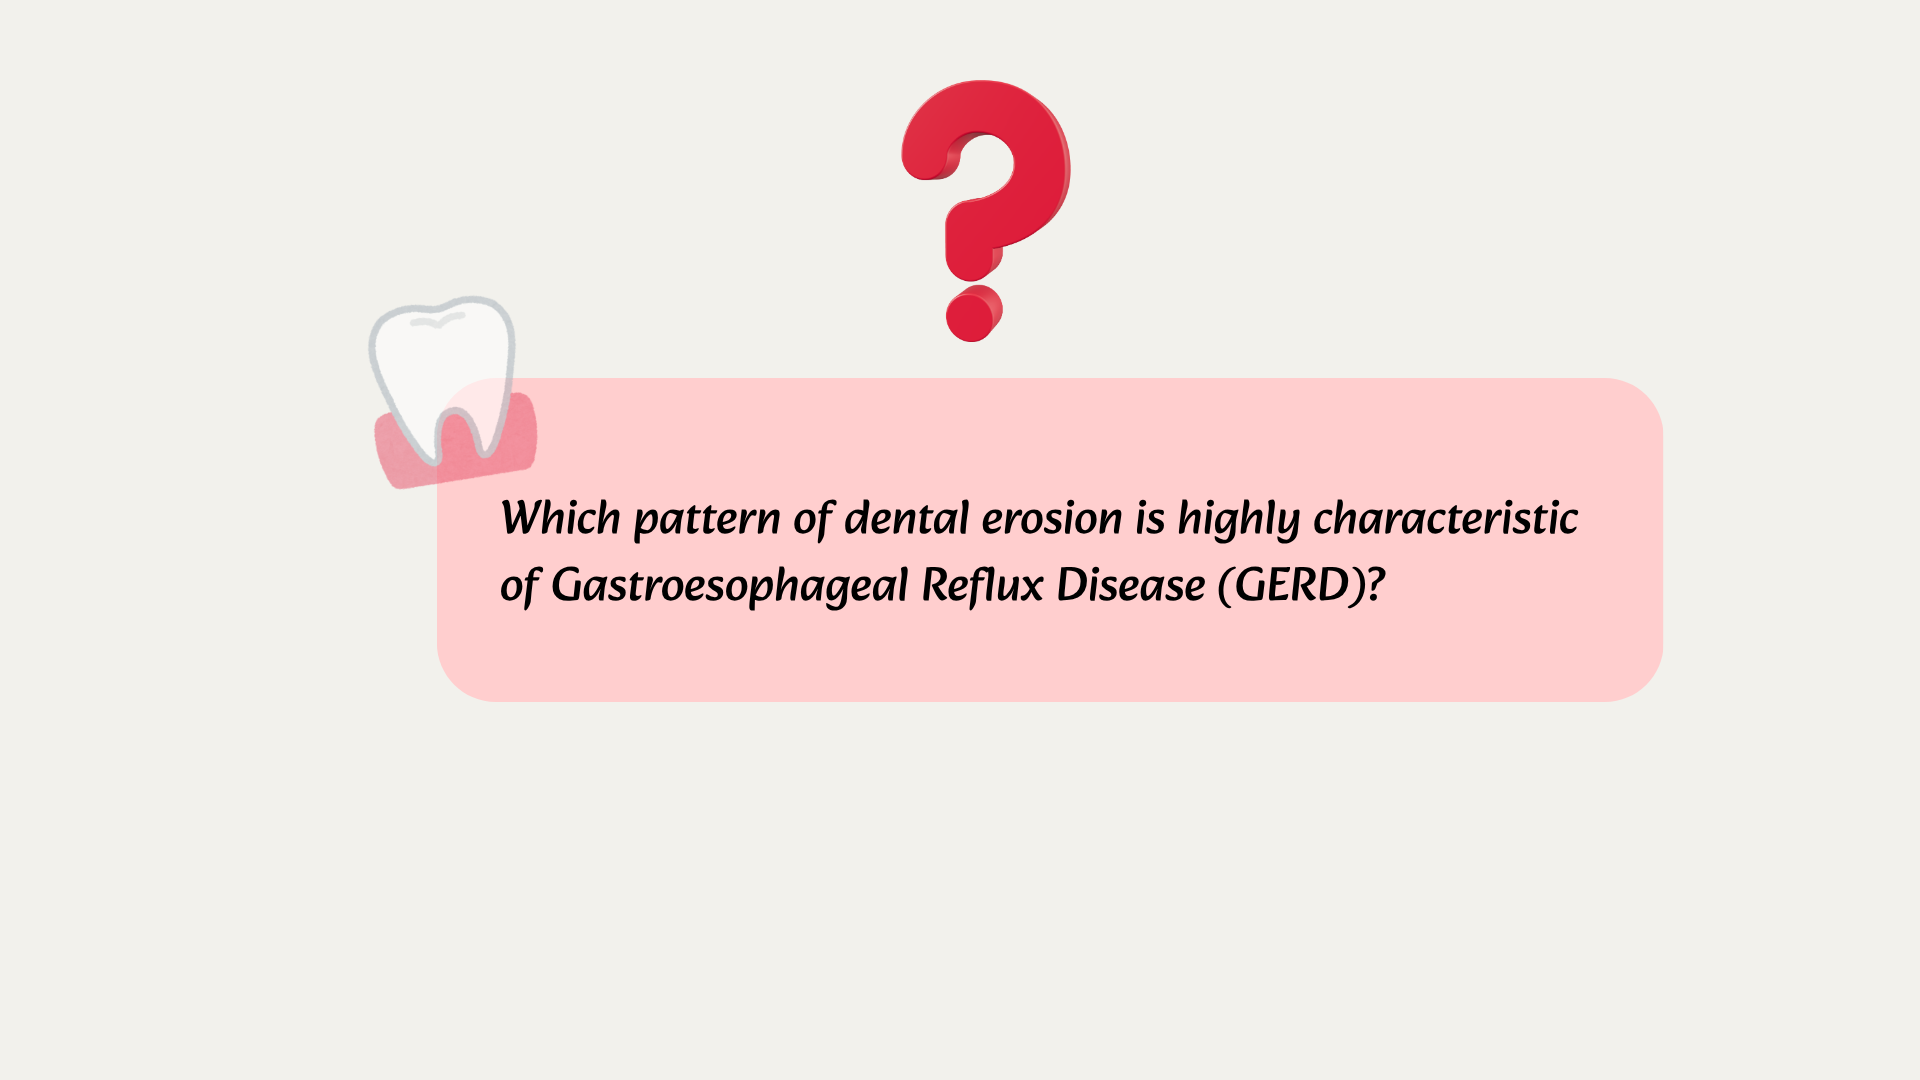 Which pattern of dental erosion is highly characteristic
of Gastroesophageal Reflux Disease (GERD)?